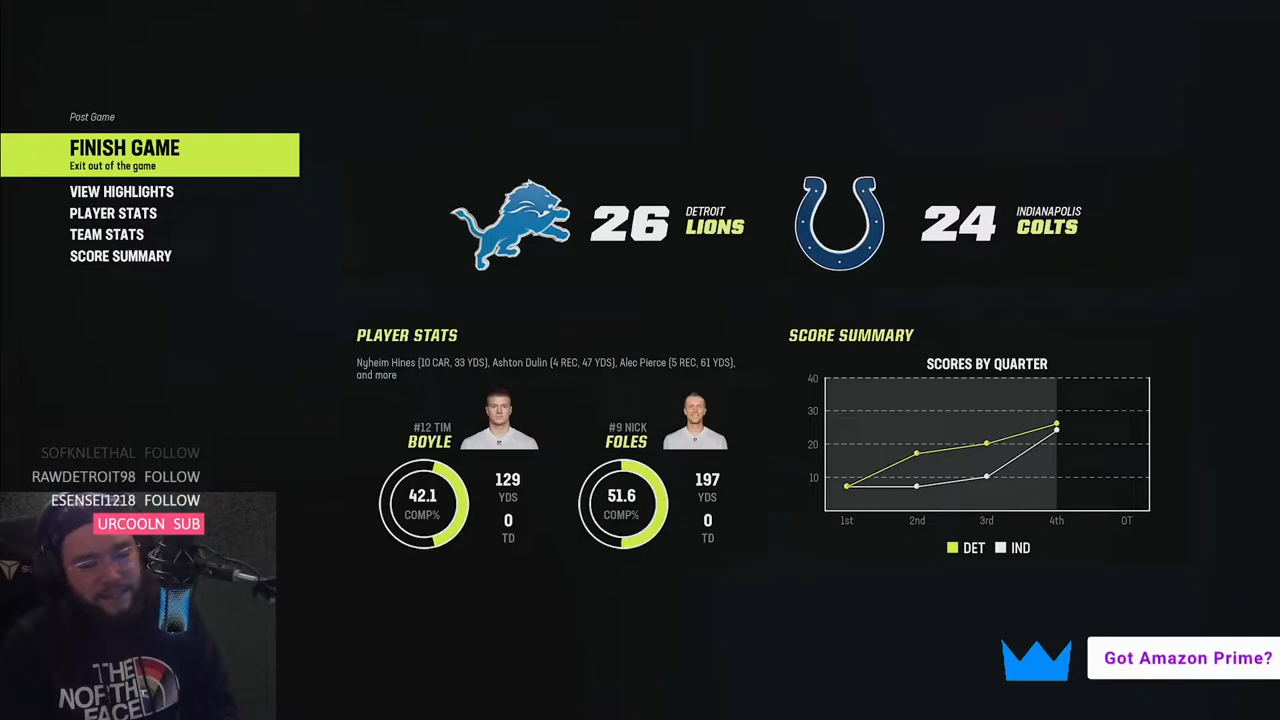 Post Game
FINISH GAME
Exit out of the game
VIEW HIGHLIGHTS
PLAYER STATS
TEAM STATS
SCORE SUMMARY
26
DETROIT
LIONS
24
INDIANAPOLIS
COLTS
PLAYER STATS
Nyheim Hines (10 CAR, 33 YDS), Ashton Dulin (4 REC, 47 YDS), Alec Pierce (5 REC, 61 YDS),
and more
#12 TIM
BOYLE
42.1
COMP%
129
YDS
0
TD
#9 NICK
FOLES
51.6
COMP%
197
YDS
0
TD
SCORE SUMMARY
SCORES BY QUARTER
40
30
20
10
1st 2nd 3rd 4th OT
DET IND
SOFKNLETHAL FOLLOW
RAWDETROIT98 FOLLOW
ESENSEI1218 FOLLOW
URCOOLN SUB
THE
NORTH
FACE
Got Amazon Prime?